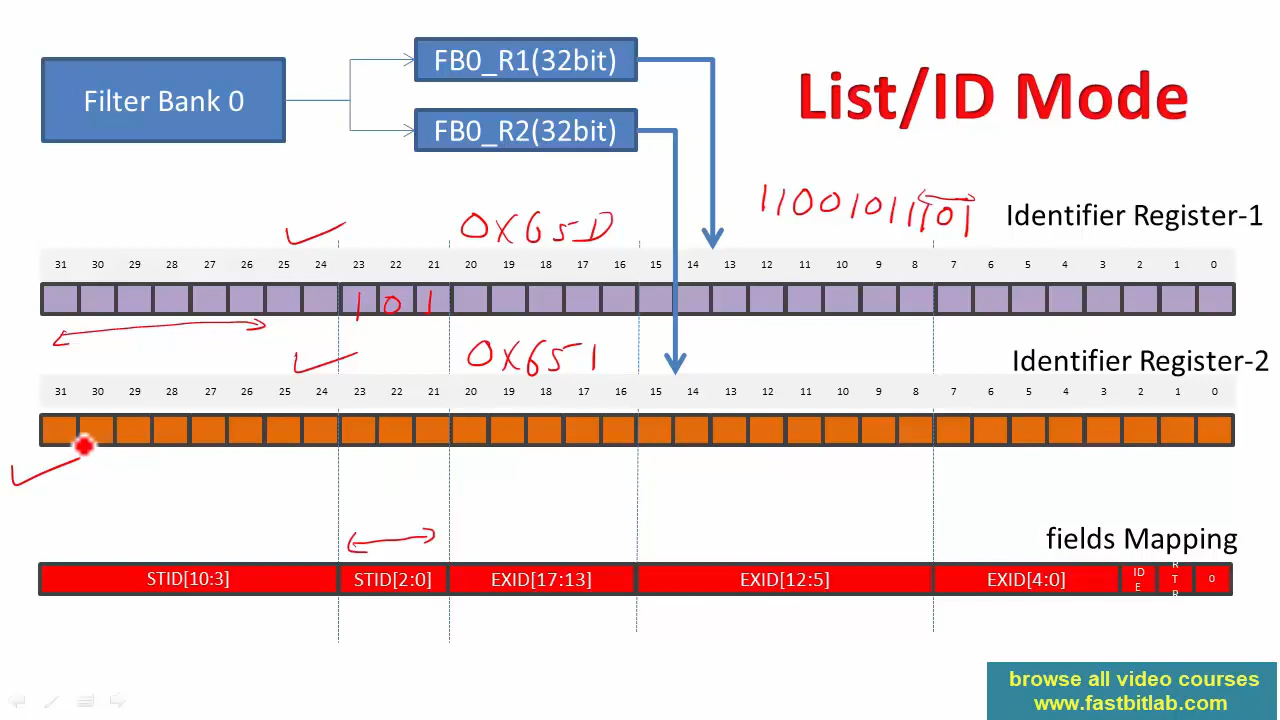 FB0_R1(32bit)
List/ID Mode
Filter Bank 0
FB0_R2(32bit)
11001011101
Identifier Register-1
0X65D
31 30 29 28 27 26 25 24 23 22 21 20 19 18 17 16 15 14 13 12 11 10 9 8 7 6 5 4 3 2 1 0
1 0 1
0X651
Identifier Register-2
31 30 29 28 27 26 25 24 23 22 21 20 19 18 17 16 15 14 13 12 11 10 9 8 7 6 5 4 3 2 1 0
fields Mapping
STID[10:3] STID[2:0] EXID[17:13] EXID[12:5] EXID[4:0] IDE RTR 0
browse all video courses
www.fastbitlab.com